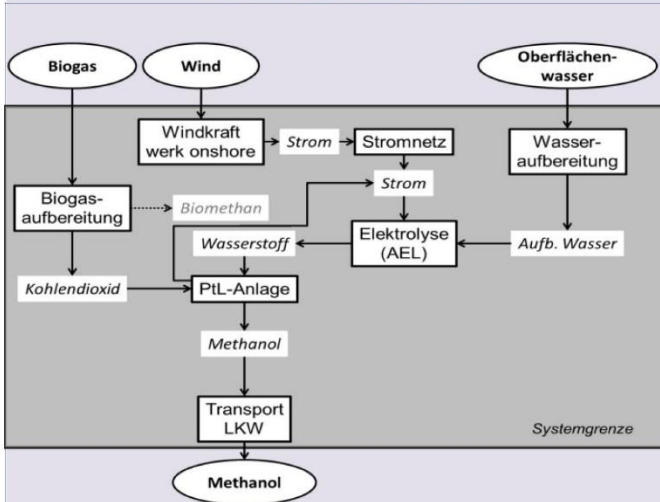 Biogas
Wind
Oberflächen-
wasser
Windkraft
werk onshore
Strom
Stromnetz
Wasser-
aufbereitung
Biogas-
aufbereitung
Biomethan
Strom
Wasserstoff
Elektrolyse
(AEL)
Aufb. Wasser
Kohlendioxid
PtL-Anlage
Methanol
Transport
LKW
Systemgrenze
Methanol